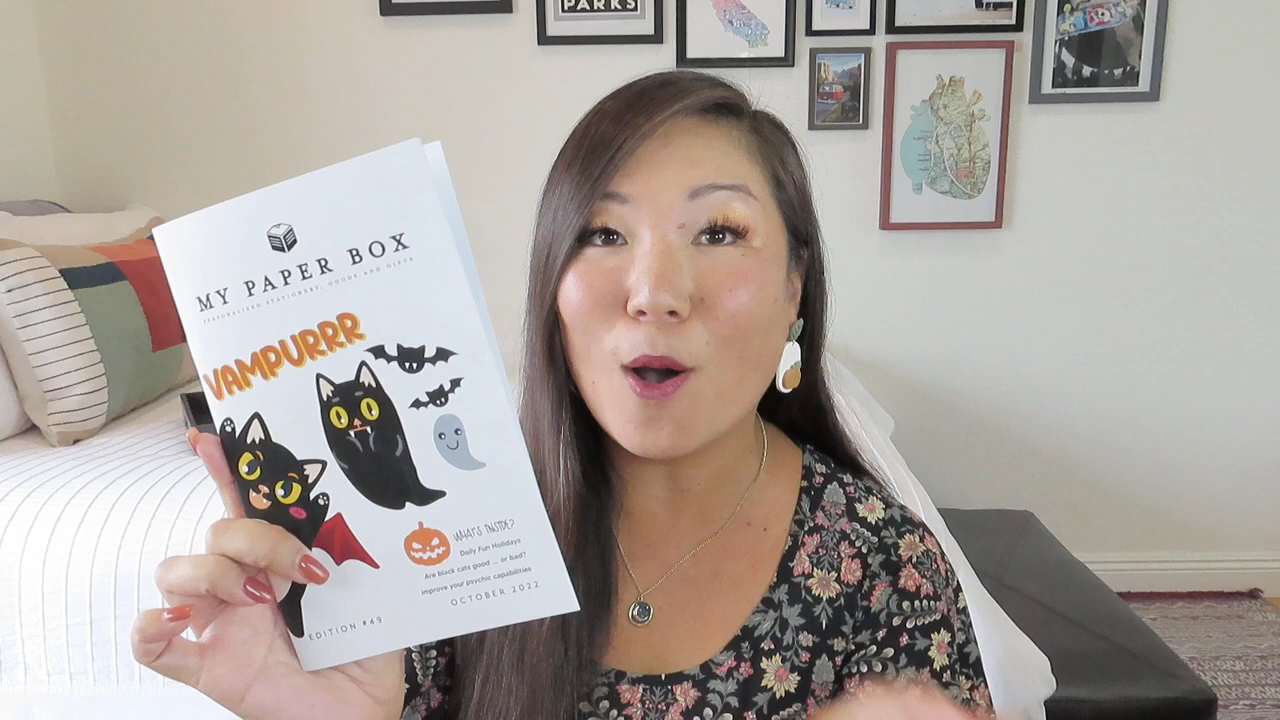 PARKS
MY PAPER BOX
PERSONALIZED STATIONERY, GOODS AND GIFTS
VAMPURRR
WHAT'S INSIDE?
Daily Fun Holidays
Are black cats good ... or bad?
improve your psychic capabilities
OCTOBER 2022
EDITION #49